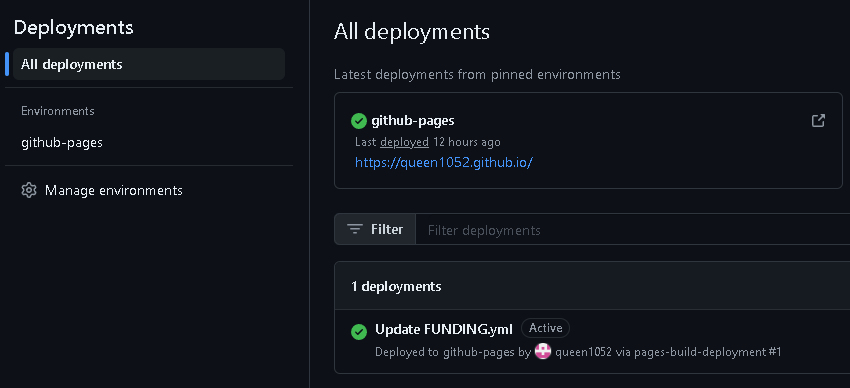 Deployments
All deployments
Environments
github-pages
Manage environments
All deployments
Latest deployments from pinned environments
github-pages
Last deployed 12 hours ago
https://queen1052.github.io/
Filter
Filter deployments
1 deployments
Update FUNDING.yml Active
Deployed to github-pages by queen1052 via pages-build-deployment #1